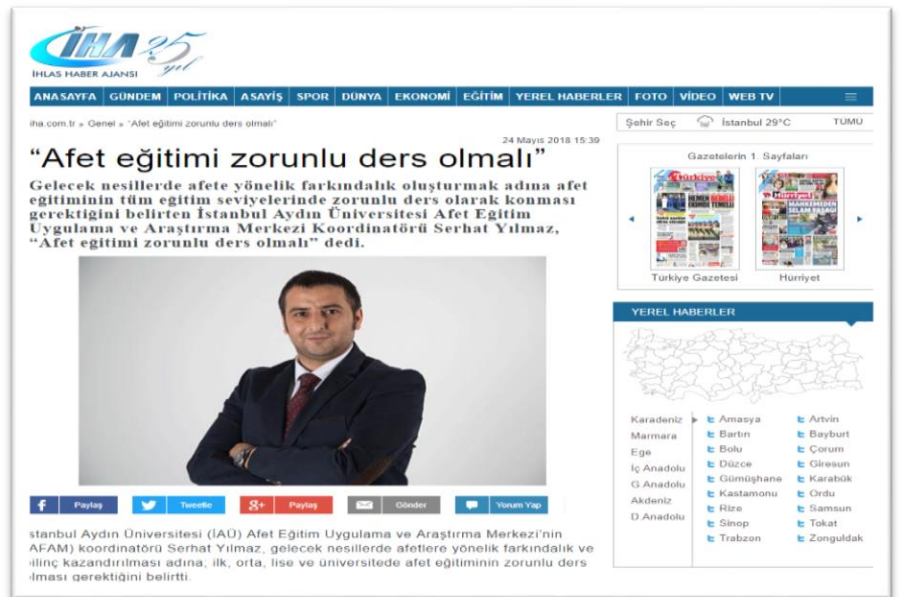 İHA 25 yıl
İHLAS HABER AJANSI
ANA SAYFA GÜNDEM POLİTİKA ASAYİŞ SPOR DÜNYA EKONOMİ EĞİTİM YEREL HABERLER FOTO VİDEO WEB TV
iha.com.tr » Genel » "Afet eğitimi zorunlu ders olmalı"
24 Mayıs 2018 15:39
“Afet eğitimi zorunlu ders olmalı”
Gelecek nesillerde afete yönelik farkındalık oluşturmak adına afet
eğitiminin tüm eğitim seviyelerinde zorunlu ders olarak konması
gerektiğini belirten İstanbul Aydın Üniversitesi Afet Eğitim
Uygulama ve Araştırma Merkezi Koordinatörü Serhat Yılmaz,
“Afet eğitimi zorunlu ders olmalı” dedi.
Paylaş Tweetle Paylaş Gönder Yorum Yap
stanbul Aydın Üniversitesi (İAÜ) Afet Eğitim Uygulama ve Araştırma Merkezi'nin
AFAM) koordinatörü Serhat Yılmaz, gelecek nesillerde afetlere yönelik farkındalık ve
ilinç kazandırılması adına; ilk, orta, lise ve üniversitede afet eğitiminin zorunlu ders
lması gerektiğini belirtti.
Şehir Seç İstanbul 29°C TÜMÜ
Gazetelerin 1. Sayfaları
Türkiye
HEMEN
Hürriyet
MAHKEMEDEN
SELAM PAŞAGI
Türkiye Gazetesi Hürriyet
YEREL HABERLER
Karadeniz
Marmara
Ege
İç Anadolu
G.Anadolu
Akdeniz
D.Anadolu
Amasya Artvin
Bartın Bayburt
Bolu Çorum
Düzce Giresun
Gümüşhane Karabük
Kastamonu Ordu
Rize Samsun
Sinop Tokat
Trabzon Zonguldak